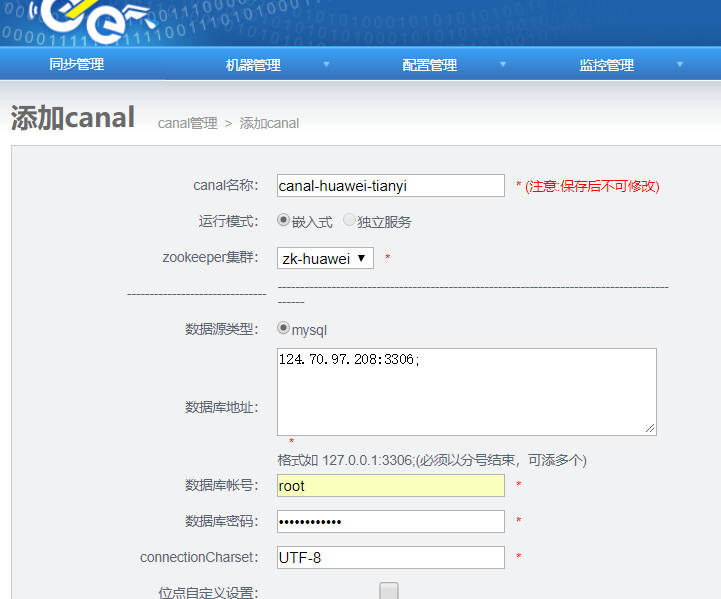 同步管理 机器管理 配置管理 监控管理
添加canal canal管理 > 添加canal
canal名称: canal-huawei-tianyi * (注意:保存后不可修改)
运行模式: 嵌入式 独立服务
zookeeper集群: zk-huawei *
数据源类型: mysql
124.70.97.208:3306;
数据库地址:
*
格式如 127.0.0.1:3306;(必须以分号结束，可添多个)
数据库帐号: root *
数据库密码: •••••••••••• *
connectionCharset: UTF-8 *
位点自定义设置: